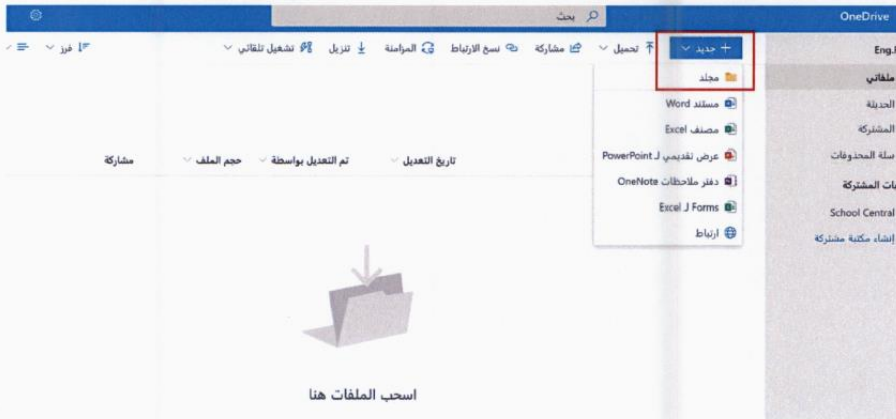 OneDrive
بحث
Eng.
+ جديد
تحميل
مشاركة
نسخ الارتباط
المزامنة
تنزيل
تشغيل تلقائي
فرز
ملفاتي
الحديثة
المشتركة
سلة المحذوفات
School Central
إنشاء مكتبة مشتركة
مجلد
مستند Word
مصنف Excel
عرض تقديمي لـ PowerPoint
دفتر ملاحظات OneNote
Forms لـ Excel
ارتباط
تاريخ التعديل
تم التعديل بواسطة
حجم الملف
مشاركة
اسحب الملفات هنا